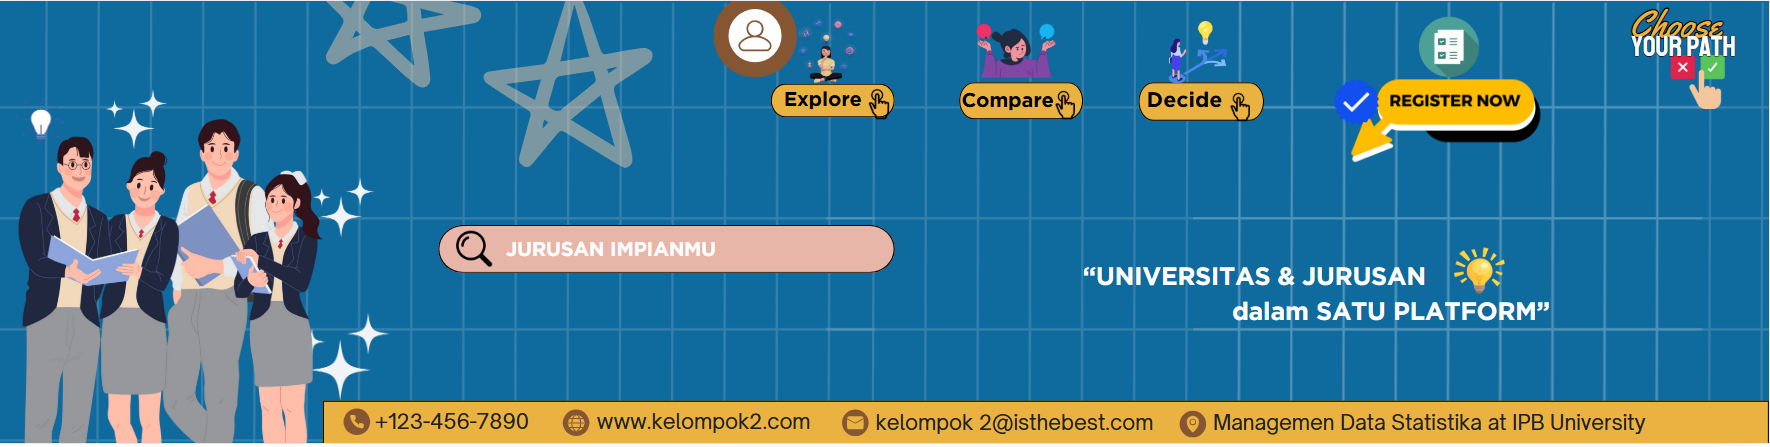 Choose
YOUR PATH
Explore
Compare
Decide
REGISTER NOW
JURUSAN IMPIANMU
“UNIVERSITAS & JURUSAN
dalam SATU PLATFORM”
+123-456-7890
www.kelompok2.com
kelompok 2@isthebest.com
Managemen Data Statistika at IPB University